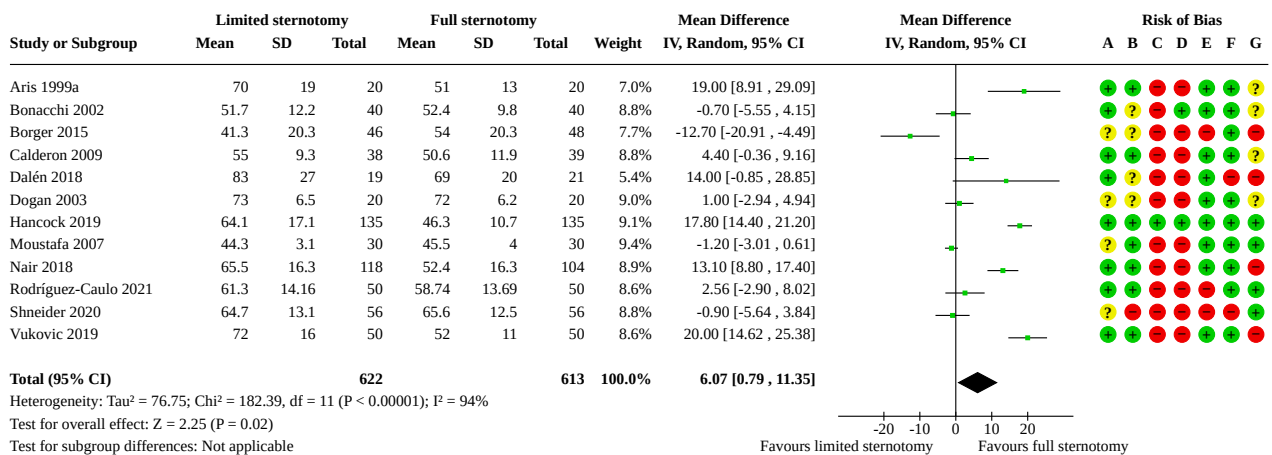 Limited sternotomy Full sternotomy Mean Difference Mean Difference Risk of Bias
Study or Subgroup Mean SD Total Mean SD Total Weight IV, Random, 95% CI IV, Random, 95% CI A B C D E F G
Aris 1999a 70 19 20 51 13 20 7.0% 19.00 [8.91 , 29.09] + + − − + + ?
Bonacchi 2002 51.7 12.2 40 52.4 9.8 40 8.8% -0.70 [-5.55 , 4.15] + ? − + + + ?
Borger 2015 41.3 20.3 46 54 20.3 48 7.7% -12.70 [-20.91 , -4.49] ? ? − − − + −
Calderon 2009 55 9.3 38 50.6 11.9 39 8.8% 4.40 [-0.36 , 9.16] + + − − + + ?
Dalén 2018 83 27 19 69 20 21 5.4% 14.00 [-0.85 , 28.85] + ? − − + − −
Dogan 2003 73 6.5 20 72 6.2 20 9.0% 1.00 [-2.94 , 4.94] ? ? − − + + ?
Hancock 2019 64.1 17.1 135 46.3 10.7 135 9.1% 17.80 [14.40 , 21.20] + + + + + + +
Moustafa 2007 44.3 3.1 30 45.5 4 30 9.4% -1.20 [-3.01 , 0.61] ? + − − + + +
Nair 2018 65.5 16.3 118 52.4 16.3 104 8.9% 13.10 [8.80 , 17.40] + + − − + + −
Rodríguez-Caulo 2021 61.3 14.16 50 58.74 13.69 50 8.6% 2.56 [-2.90 , 8.02] + + − − − + +
Shneider 2020 64.7 13.1 56 65.6 12.5 56 8.8% -0.90 [-5.64 , 3.84] ? − − − − − +
Vukovic 2019 72 16 50 52 11 50 8.6% 20.00 [14.62 , 25.38] + + − − + + −
Total (95% CI) 622 613 100.0% 6.07 [0.79 , 11.35]
Heterogeneity: Tau² = 76.75; Chi² = 182.39, df = 11 (P < 0.00001); I² = 94%
Test for overall effect: Z = 2.25 (P = 0.02) -20 -10 0 10 20
Test for subgroup differences: Not applicable Favours limited sternotomy Favours full sternotomy